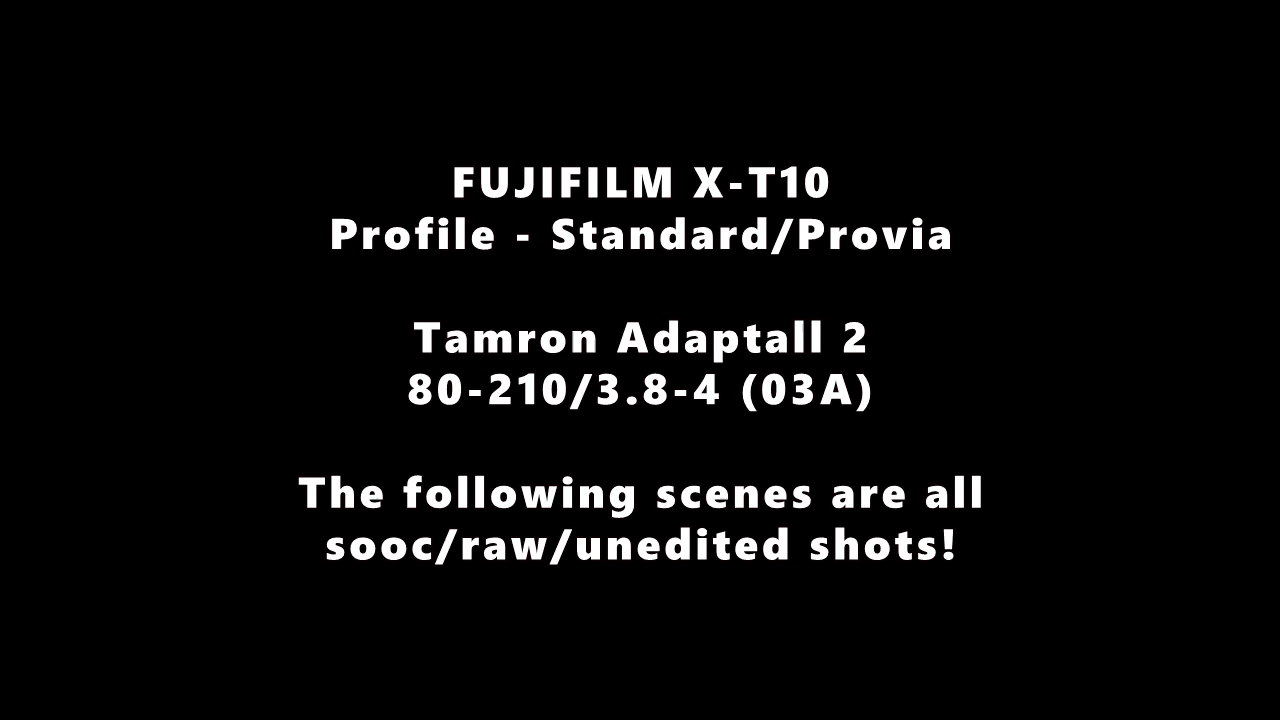 FUJIFILM X-T10
Profile - Standard/Provia
Tamron Adaptall 2
80-210/3.8-4 (03A)
The following scenes are all
sooc/raw/unedited shots!